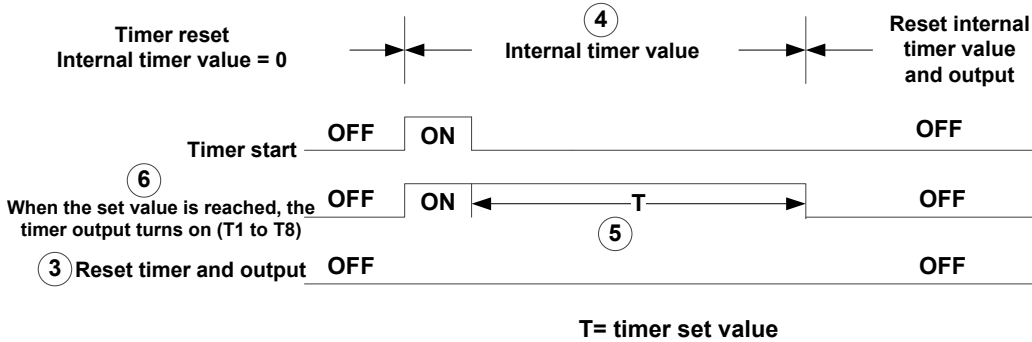 Timer reset
Internal timer value = 0
4
Internal timer value
Reset internal
timer value
and output
Timer start
OFF
ON
OFF
6
When the set value is reached, the
timer output turns on (T1 to T8)
OFF
ON
T
5
OFF
3 Reset timer and output
OFF
OFF
T= timer set value